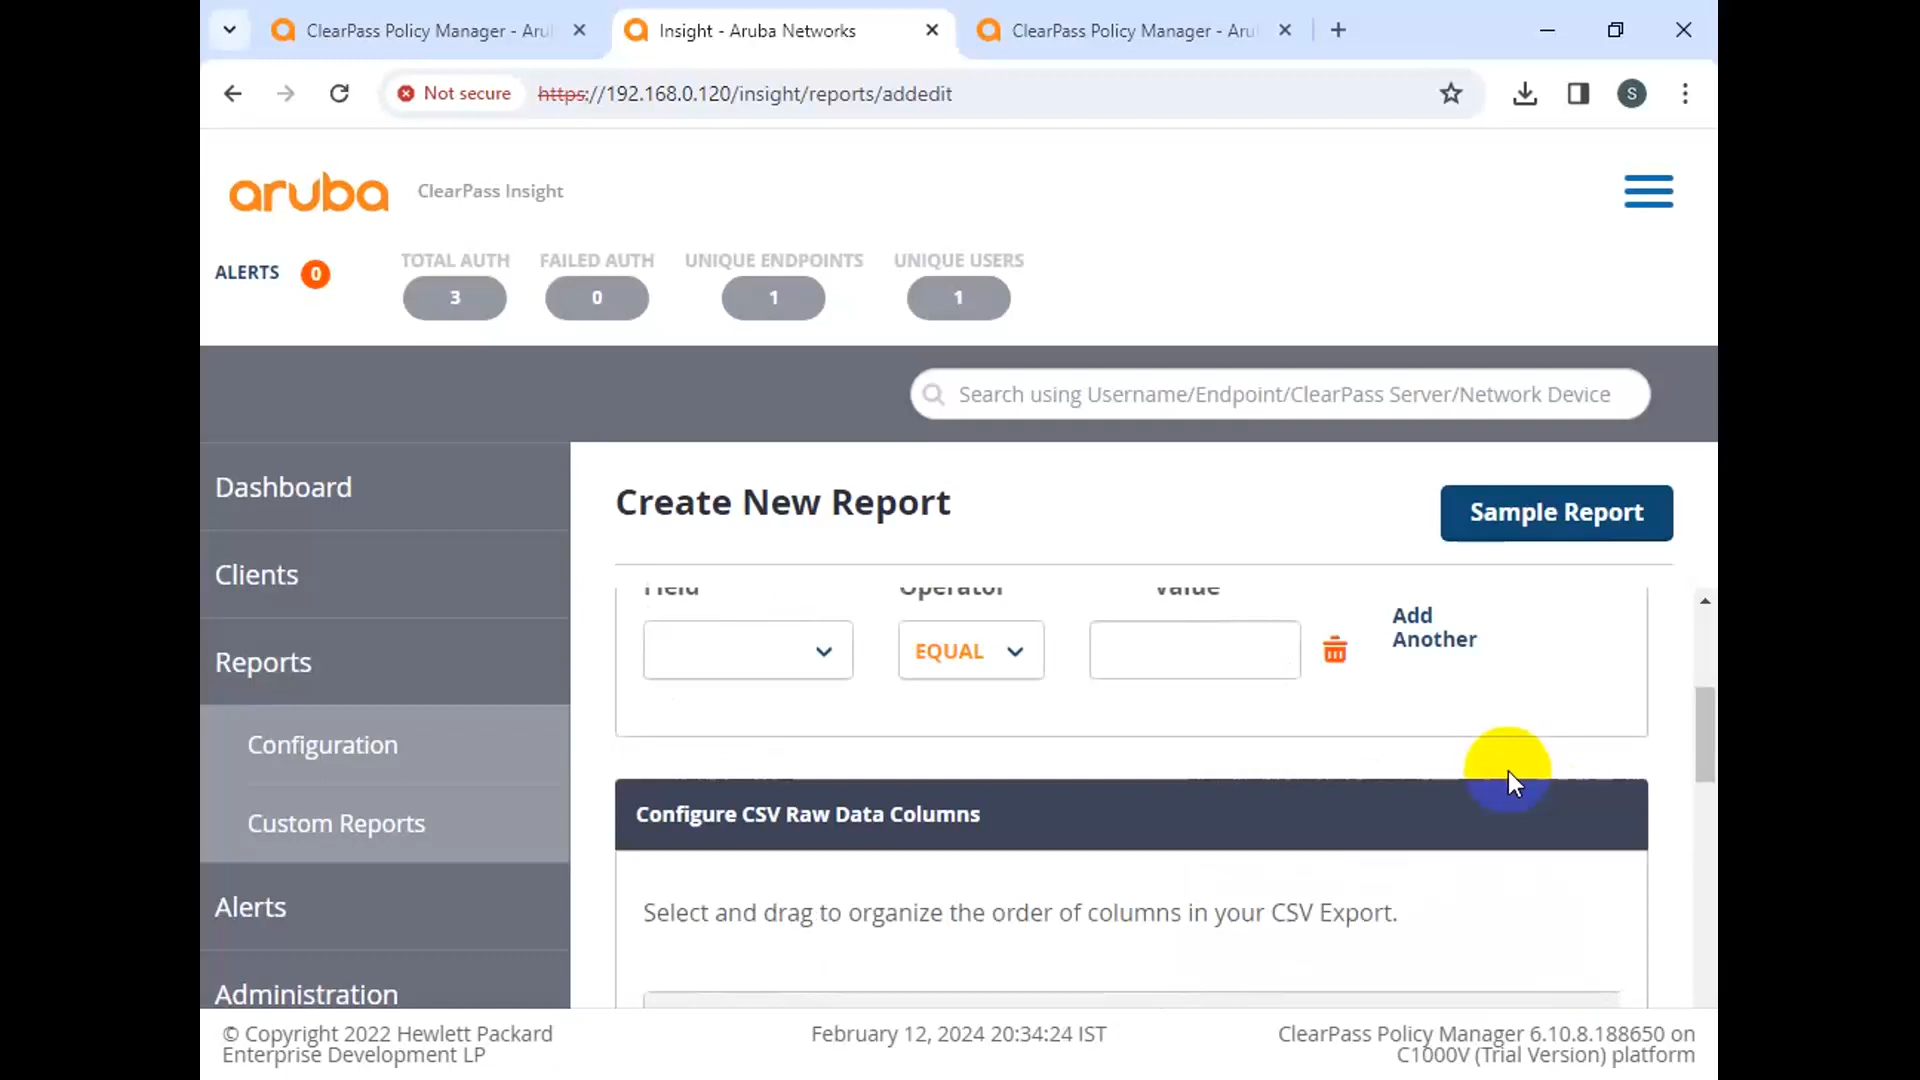 ClearPass Policy Manager - Aru
Insight - Aruba Networks
ClearPass Policy Manager - Aru
Not secure
https://192.168.0.120/insight/reports/addedit
S
aruba
ClearPass Insight
ALERTS 0
TOTAL AUTH
3
FAILED AUTH
0
UNIQUE ENDPOINTS
1
UNIQUE USERS
1
Search using Username/Endpoint/ClearPass Server/Network Device
Dashboard
Clients
Reports
Configuration
Custom Reports
Alerts
Administration
Create New Report
Sample Report
Field Operator Value
EQUAL
Add
Another
Configure CSV Raw Data Columns
Select and drag to organize the order of columns in your CSV Export.
© Copyright 2022 Hewlett Packard
Enterprise Development LP
February 12, 2024 20:34:24 IST
ClearPass Policy Manager 6.10.8.188650 on
C1000V (Trial Version) platform